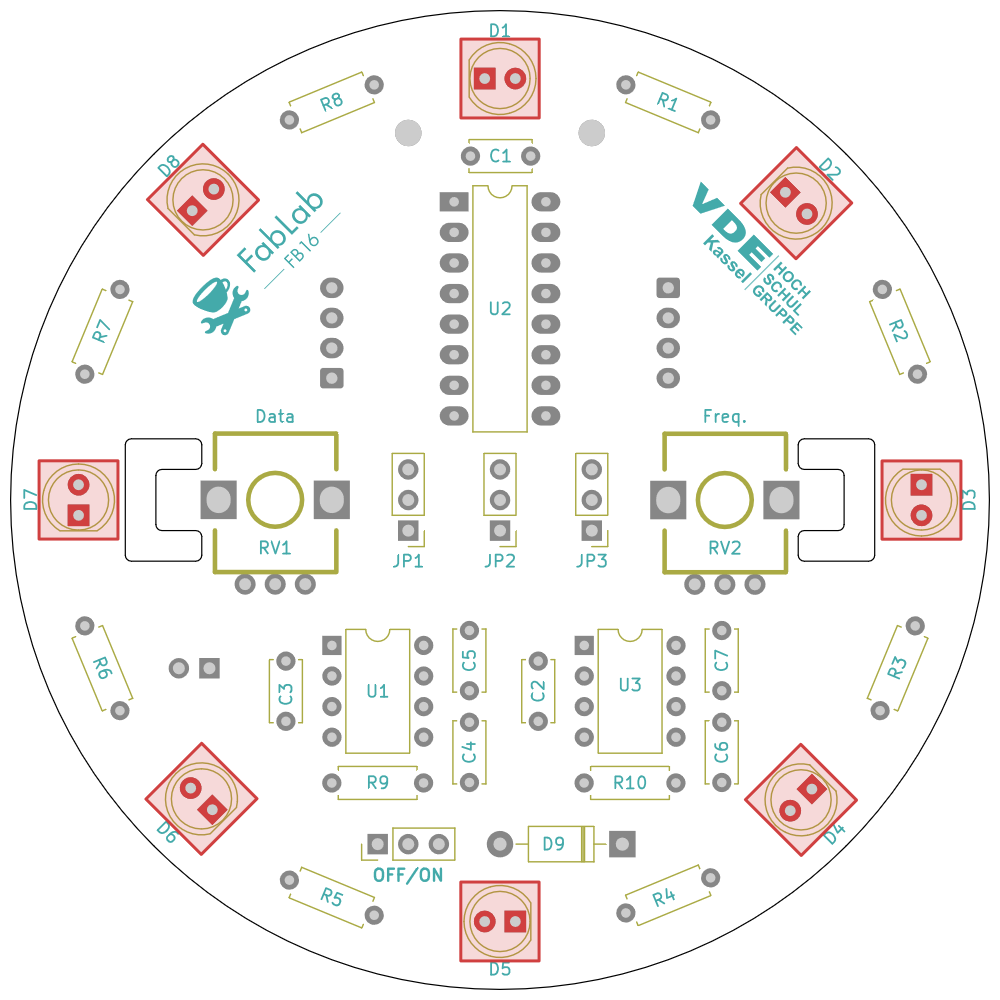 D1
R8
R1
C1
D8
D2
FabLab
FB16
VDE
Kassel
HOCH
SCHUL
GRUPPE
U2
R7
R2
Data
Freq.
D7
D3
RV1
RV2
JP1
JP2
JP3
R6
C3
U1
C5
C2
U3
C7
R3
C4
C6
R9
R10
D6
D4
D9
OFF/ON
R5
R4
D5